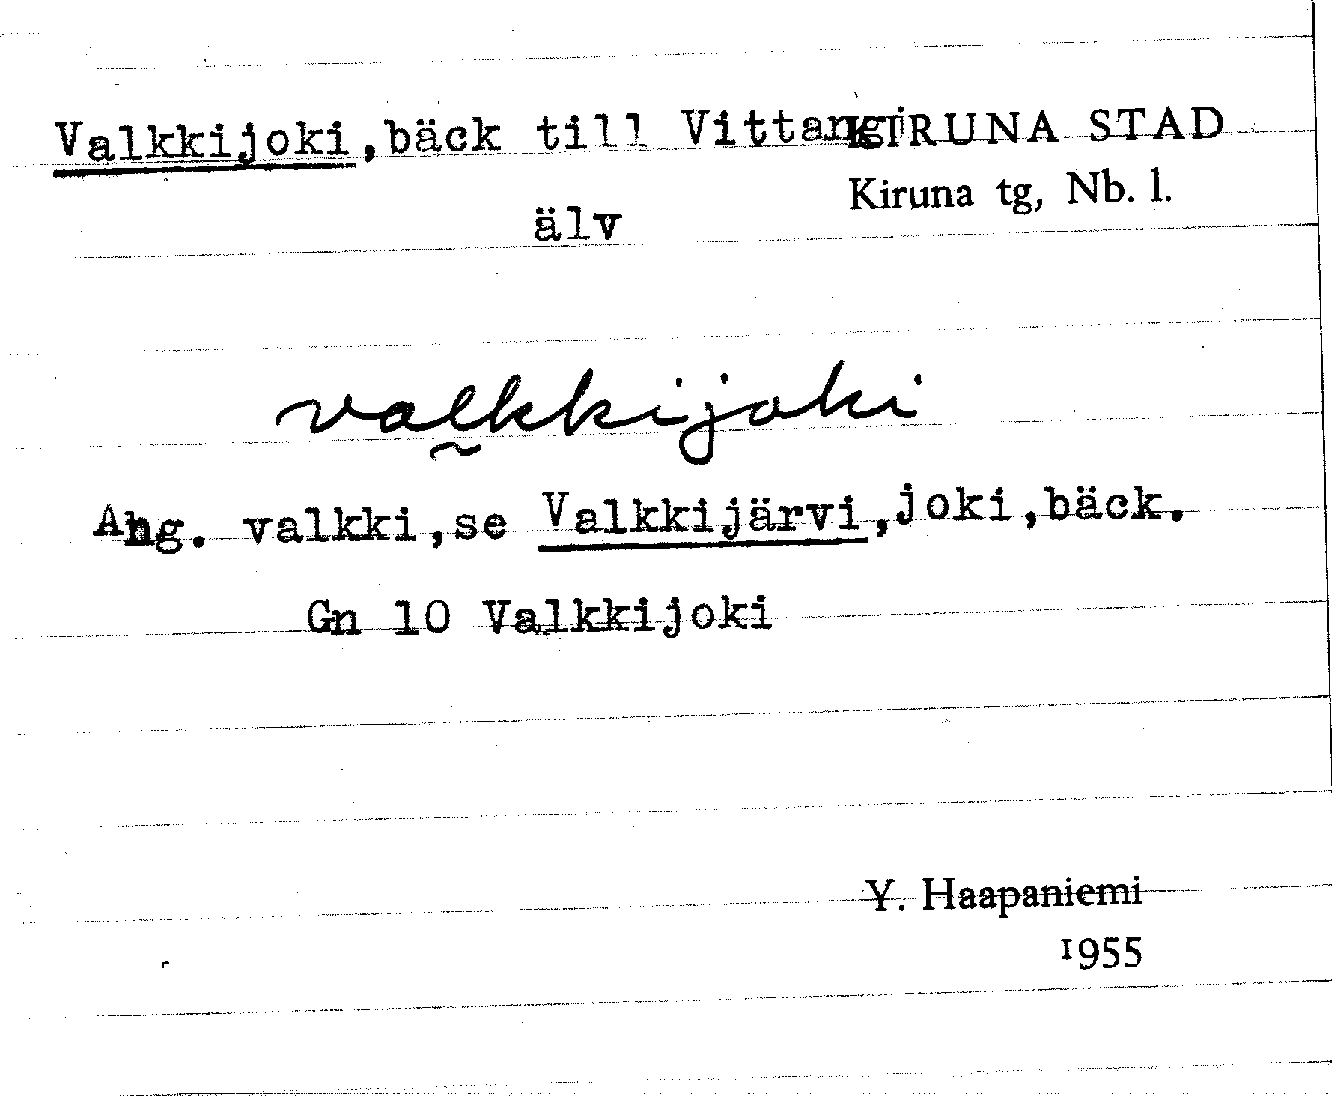 Valkkijoki,bäck till Vittangi KIRUNA STAD
älv Kiruna tg, Nb. l.
valkkijoki
Ang. valkki,se Valkkijärvi,joki,bäck.
Gn 10 Valkkijoki
Y. Haapaniemi
1955